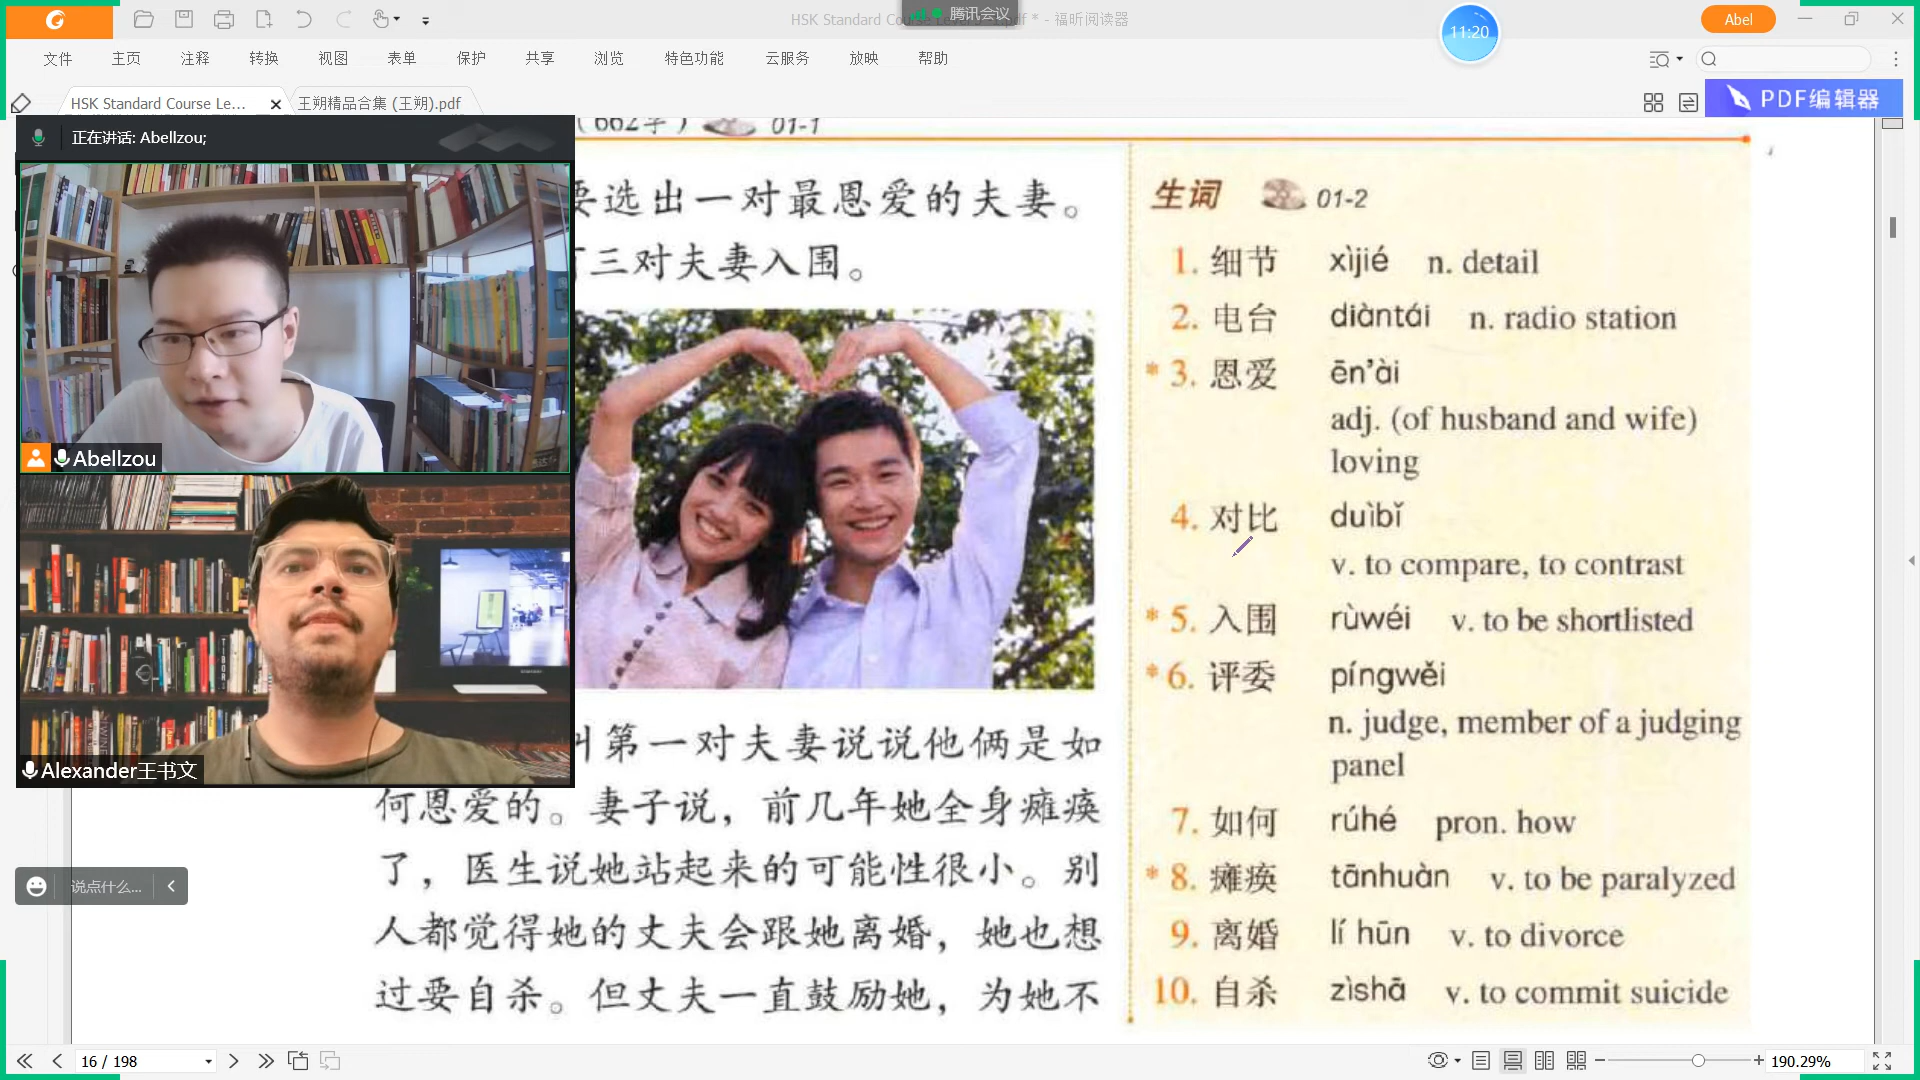 HSK Standard Course Le
.pdf * - 福昕阅读器
腾讯会议
11:20
Abel
文件 主页 注释 转换 视图 表单 保护 共享 浏览 特色功能 云服务 放映 帮助
HSK Standard Course Le...
王朔精品合集 (王朔).pdf
PDF编辑器
正在讲话: Abellzou;
Abellzou
Alexander王书文
说点什么...
(662字) 01-1
要选出一对最恩爱的夫妻。
三对夫妻入围。
叫第一对夫妻说说他俩是如
何恩爱的。妻子说，前几年她全身瘫痪
了，医生说她站起来的可能性很小。别
人都觉得她的丈夫会跟她离婚，她也想
过要自杀。但丈夫一直鼓励她，为她不
生词 01-2
1. 细节 xìjié n. detail
2. 电台 diàntái n. radio station
* 3. 恩爱 ēn'ài
adj. (of husband and wife)
loving
4. 对比 duìbǐ
v. to compare, to contrast
* 5. 入围 rùwéi v. to be shortlisted
* 6. 评委 píngwěi
n. judge, member of a judging
panel
7. 如何 rúhé pron. how
* 8. 瘫痪 tānhuàn v. to be paralyzed
9. 离婚 lí hūn v. to divorce
10. 自杀 zìshā v. to commit suicide
16 / 198
190.29%